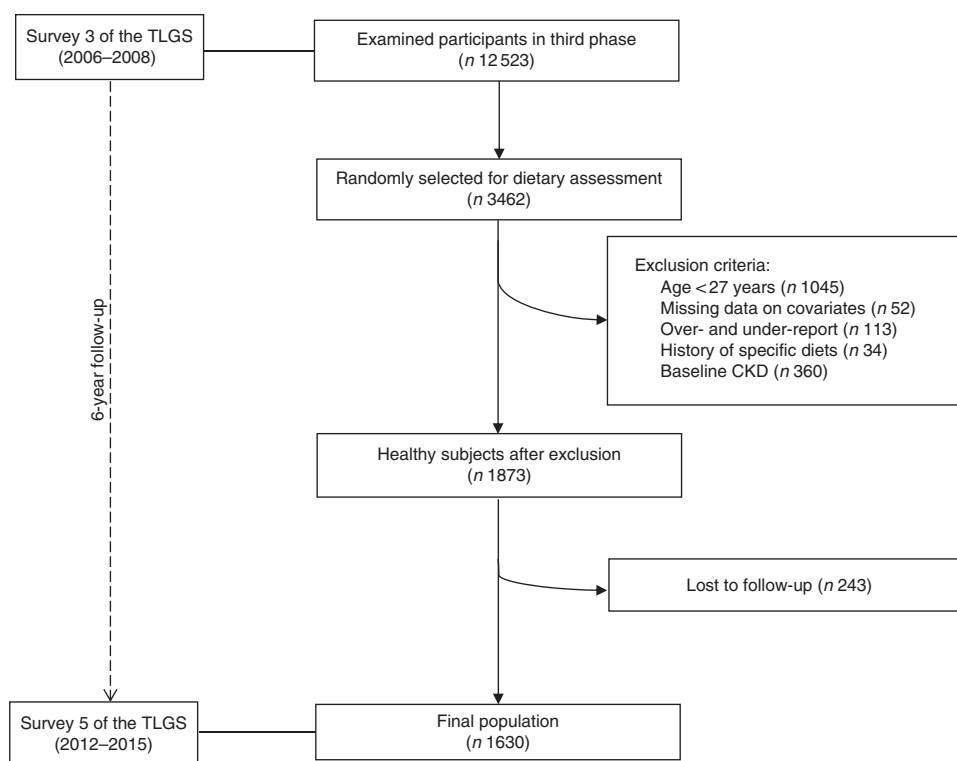 Survey 3 of the TLGS
(2006–2008)
Examined participants in third phase
(n 12 523)
Randomly selected for dietary assessment
(n 3462)
Exclusion criteria:
Age <27 years (n 1045)
Missing data on covariates (n 52)
Over- and under-report (n 113)
History of specific diets (n 34)
Baseline CKD (n 360)
6-year follow-up
Healthy subjects after exclusion
(n 1873)
Lost to follow-up (n 243)
Survey 5 of the TLGS
(2012–2015)
Final population
(n 1630)